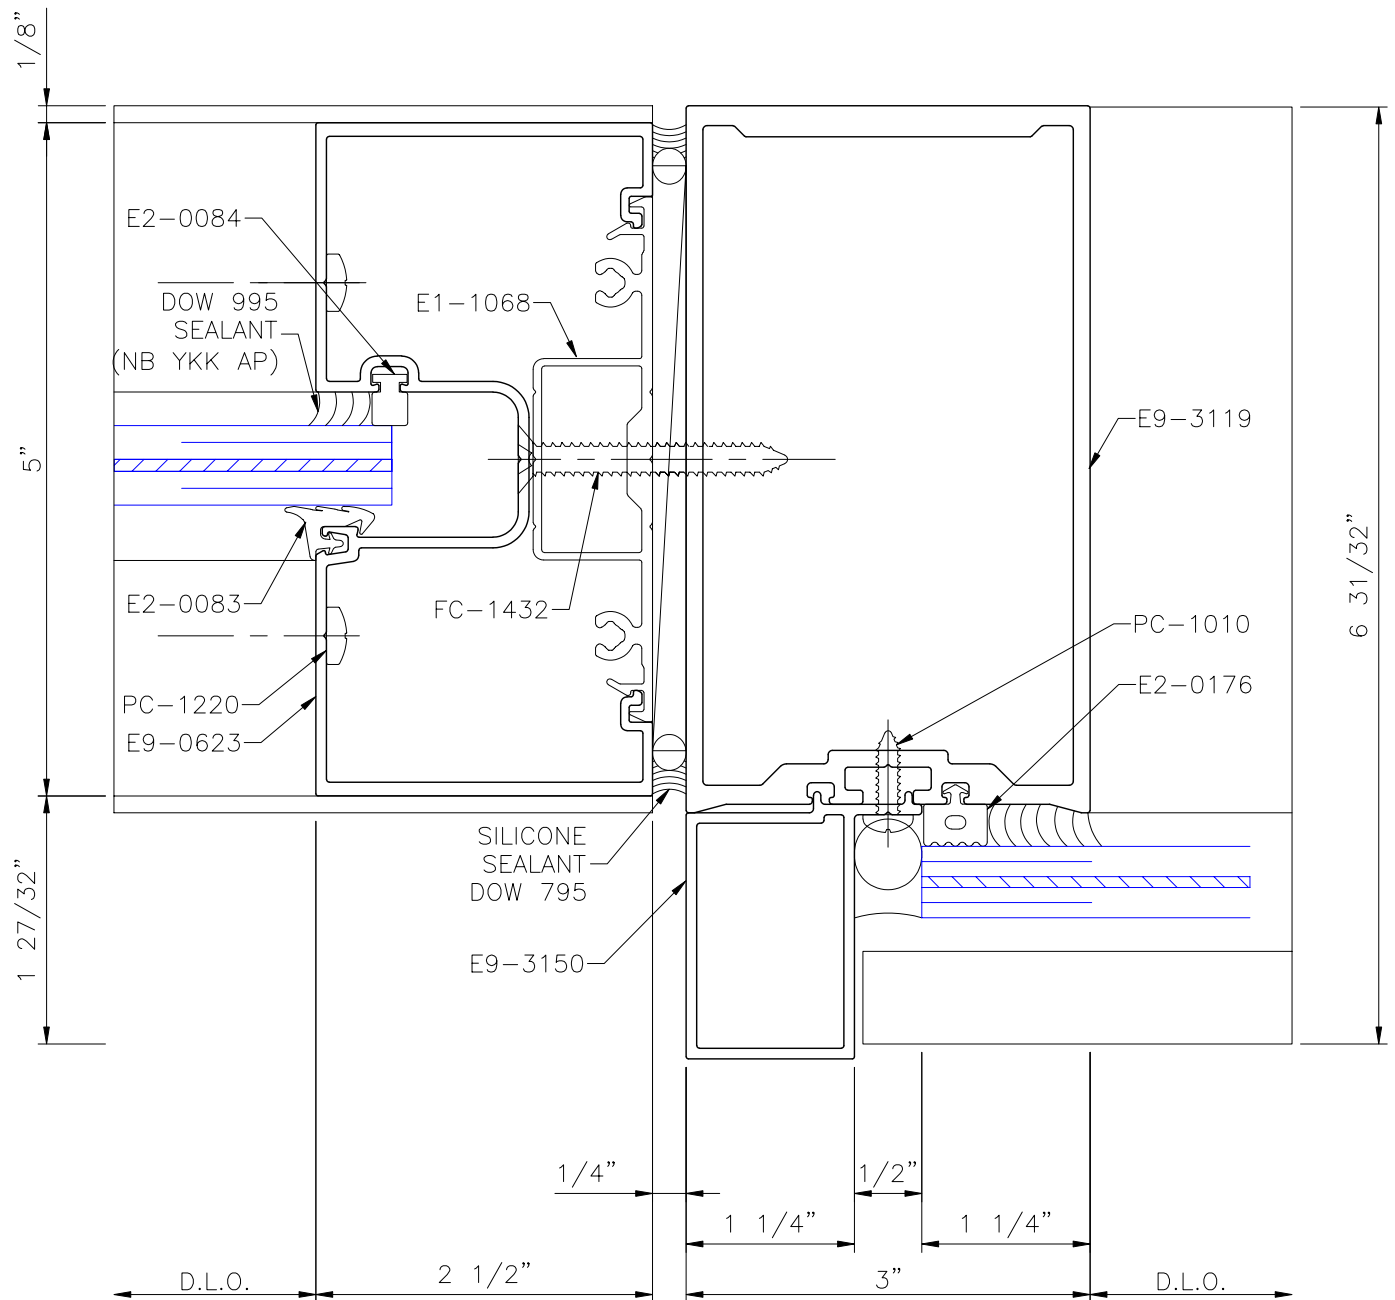 1/8"
E2-0084
DOW 995
SEALANT
(NB YKK AP)
E1-1068
5"
E9-3119
E2-0083
FC-1432
6 31/32"
PC-1010
E2-0176
PC-1220
E9-0623
SILICONE
SEALANT
DOW 795
1 27/32"
E9-3150
1/4"
1/2"
1 1/4"
1 1/4"
D.L.O.
2 1/2"
3"
D.L.O.